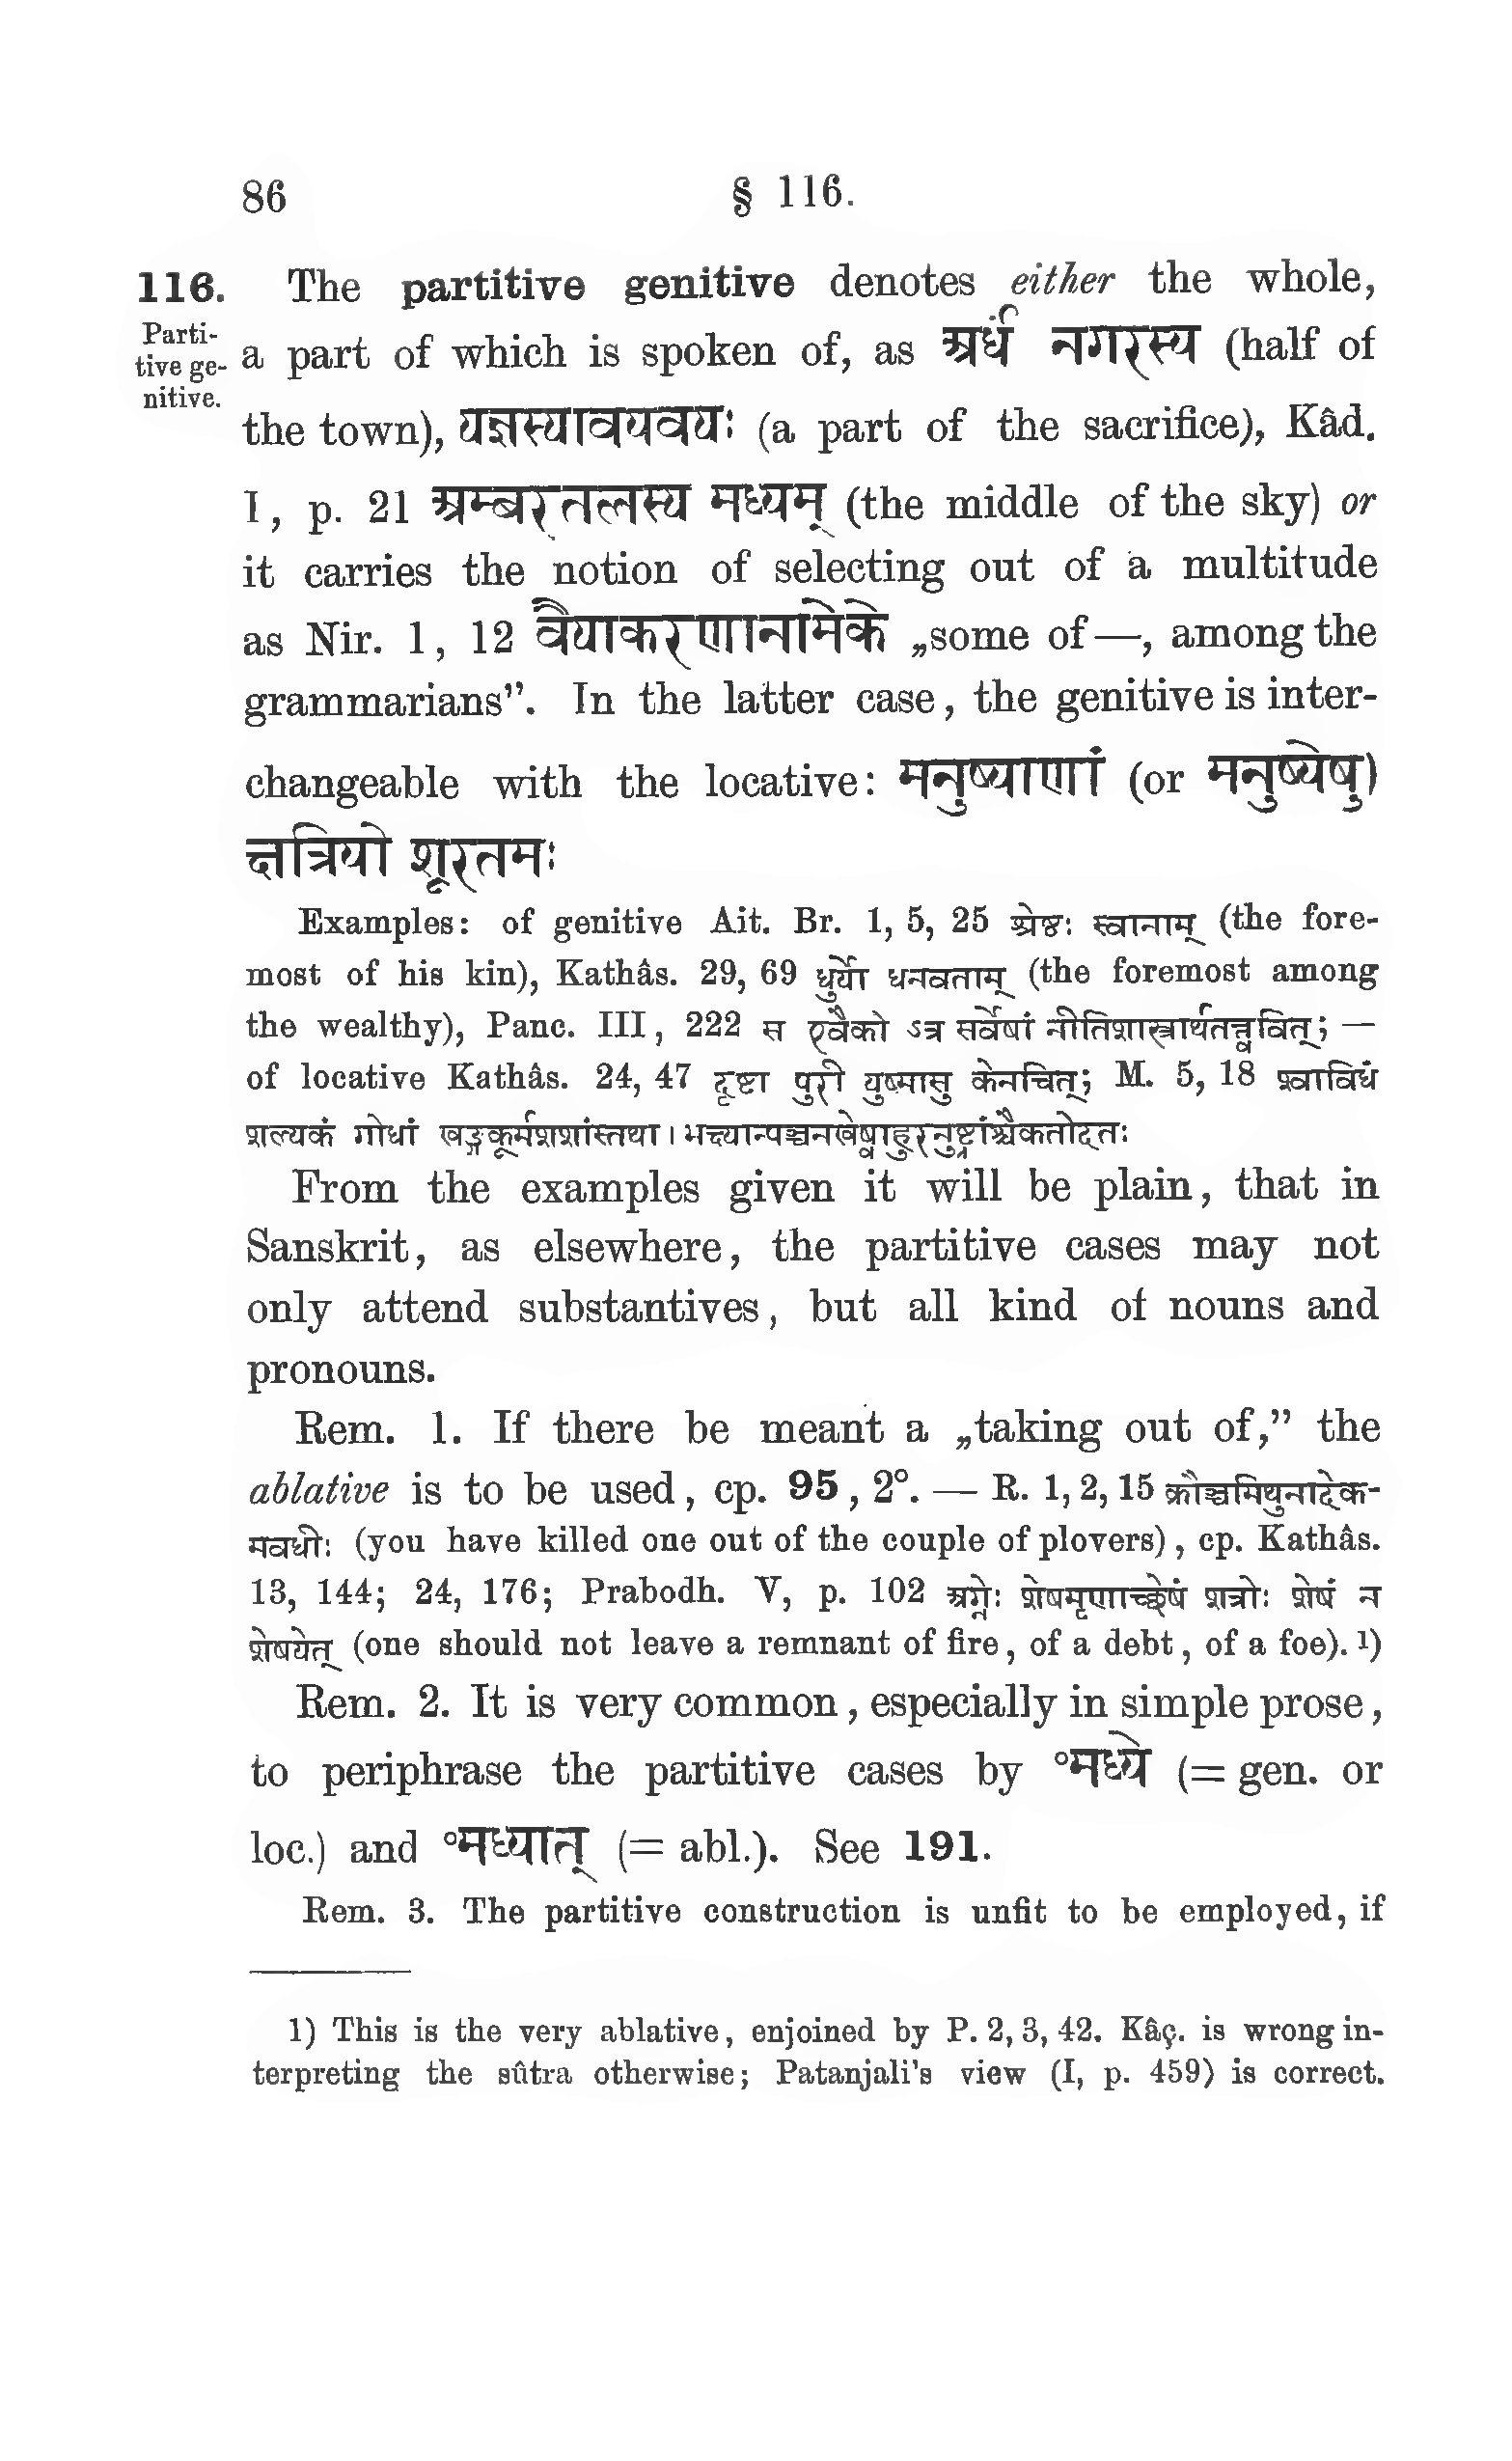 86 § 116.
116. The partitive genitive denotes either the whole,
Parti-
tive ge-
nitive.
a part of which is spoken of, as अर्धं नगरस्य (half of
the town), यज्ञस्यावयवयः (a part of the sacrifice), Kâd.
I, p. 21 अम्बरतलस्य मध्यम् (the middle of the sky) or
it carries the notion of selecting out of a multitude
as Nir. 1, 12 वैयाकरणानामेके „some of—, among the
grammarians”. In the latter case, the genitive is inter-
changeable with the locative: मनुष्याणां (or मनुष्येषु)
क्षत्रियो शूरतमः
Examples: of genitive Ait. Br. 1, 5, 25 श्रेष्ठः स्वानाम् (the fore-
most of his kin), Kathâs. 29, 69 धुर्यो धनवताम् (the foremost among
the wealthy), Panc. III, 222 स एवैको ऽत्र सर्वेषां नीतिशास्त्रार्थतत्त्ववित्; —
of locative Kathâs. 24, 47 दृष्टा पुरी युष्मासु केनचित्; M. 5, 18 श्वाविधं
शल्यकं गोधां खड्गकूर्मशशांस्तथा । भक्ष्यान्पञ्चनखेष्वाहुरनुष्ट्रांश्चैकतोदतः
From the examples given it will be plain, that in
Sanskrit, as elsewhere, the partitive cases may not
only attend substantives, but all kind of nouns and
pronouns.
Rem. 1. If there be meant a „taking out of,” the
ablative is to be used, cp. 95, 2°. — R. 1, 2, 15 क्रौञ्चमिथुनादेक-
मवधीः (you have killed one out of the couple of plovers), cp. Kathâs.
13, 144; 24, 176; Prabodh. V, p. 102 अग्नेः शेषमृणाच्छेषं शत्रोः शेषं न
शेषयेत् (one should not leave a remnant of fire, of a debt, of a foe). 1)
Rem. 2. It is very common, especially in simple prose,
to periphrase the partitive cases by °मध्ये (= gen. or
loc.) and °मध्यात् (= abl.). See 191.
Rem. 3. The partitive construction is unfit to be employed, if
1) This is the very ablative, enjoined by P. 2, 3, 42. Kâç. is wrong in-
terpreting the sûtra otherwise; Patanjali's view (I, p. 459) is correct.